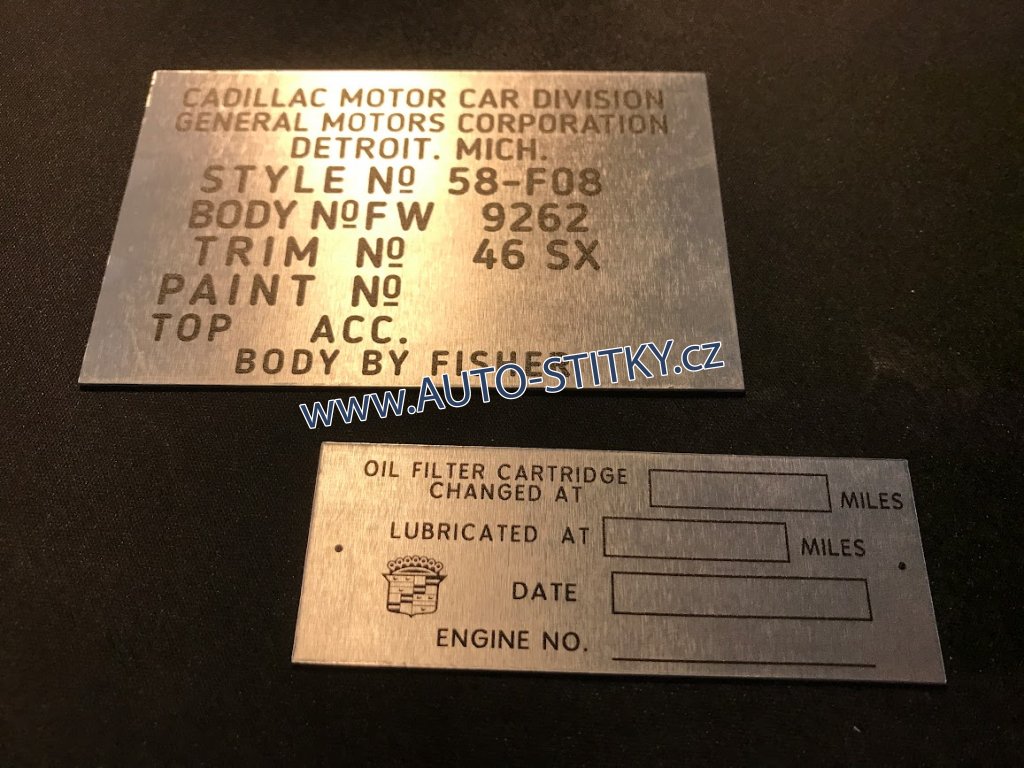 CADILLAC MOTOR CAR DIVISION
GENERAL MOTORS CORPORATION
DETROIT. MICH.
STYLE Nº 58-F08
BODY Nº FW 9262
TRIM Nº 46 SX
PAINT Nº
TOP ACC.
BODY BY FISHER
www.AUTO-STITKY.cz
OIL FILTER CARTRIDGE
CHANGED AT MILES
LUBRICATED AT MILES
DATE
ENGINE NO.